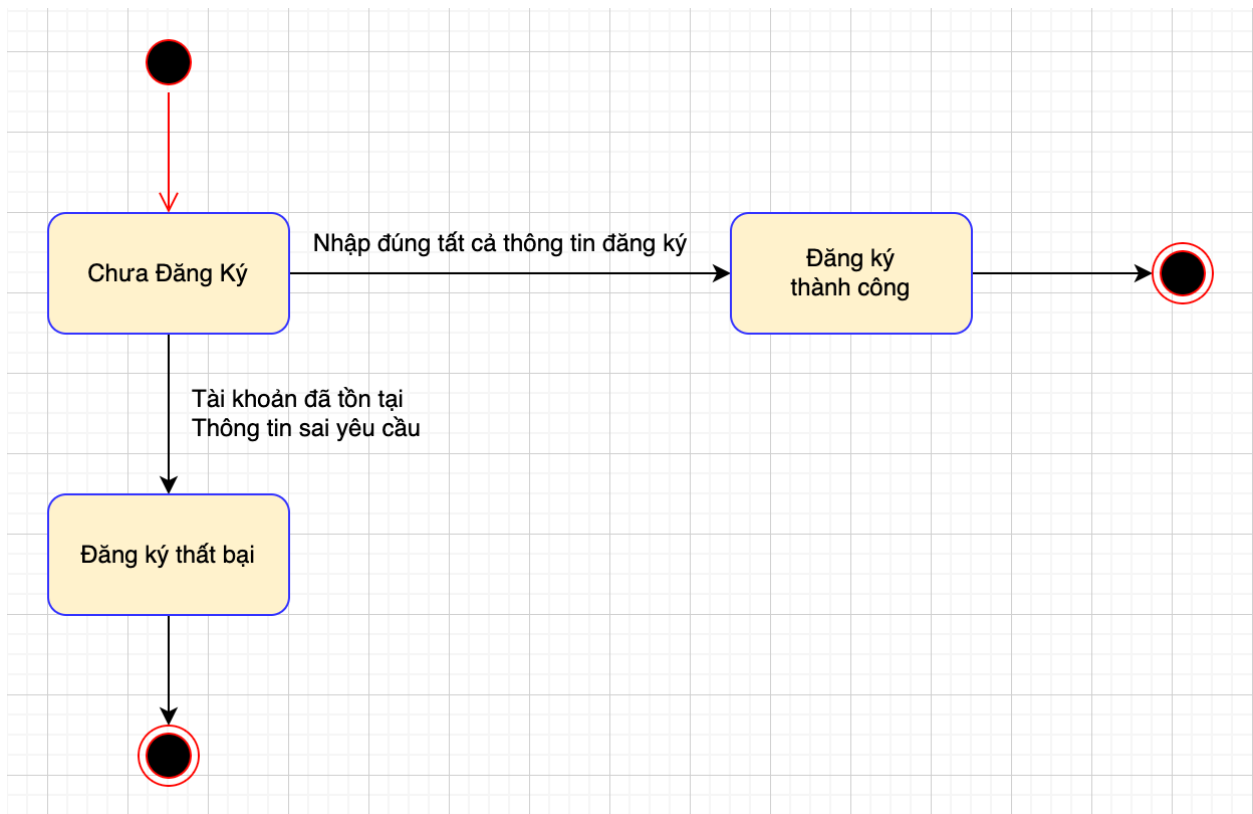 Nhập đúng tất cả thông tin đăng ký
Chưa Đăng Ký
Đăng ký
thành công
Tài khoản đã tồn tại
Thông tin sai yêu cầu
Đăng ký thất bại